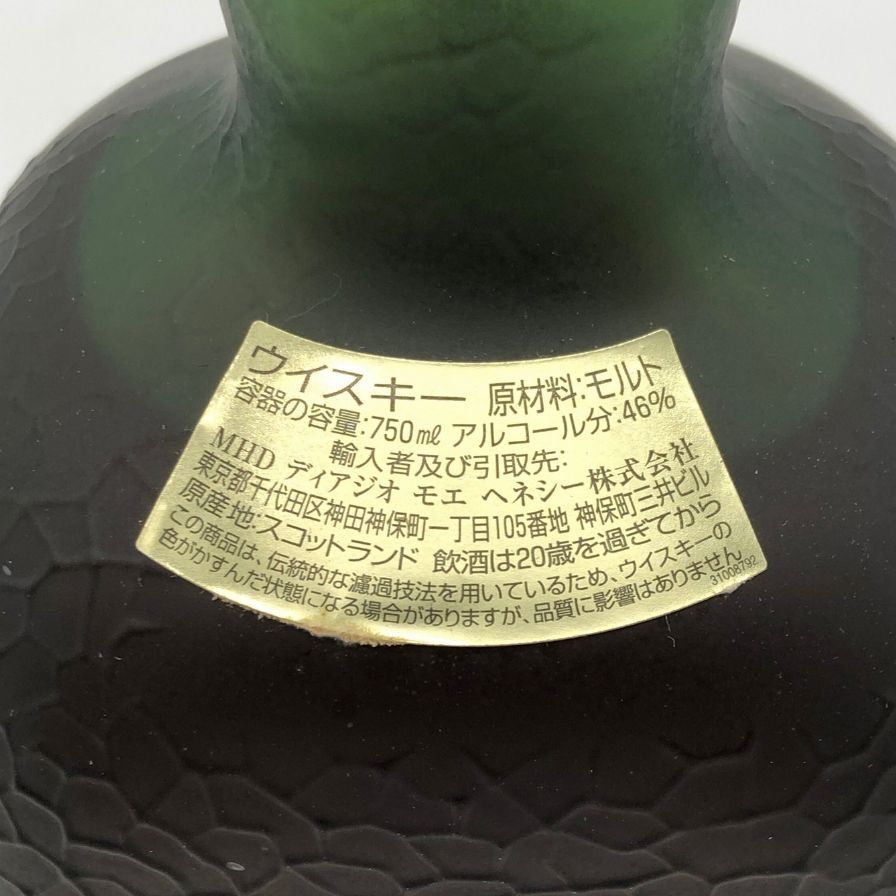 ウイスキー 原材料:モルト
容器の容量:750㎖ アルコール分:46%
輸入者及び引取先:
MHD ディアジオ モエ ヘネシー株式会社
東京都千代田区神田神保町一丁目105番地 神保町三井ビル
原産地:スコットランド 飲酒は20歳を過ぎてから
この商品は、伝統的な濾過技法を用いているため、ウイスキーの
色がかすんだ状態になる場合がありますが、品質に影響はありません
31008792